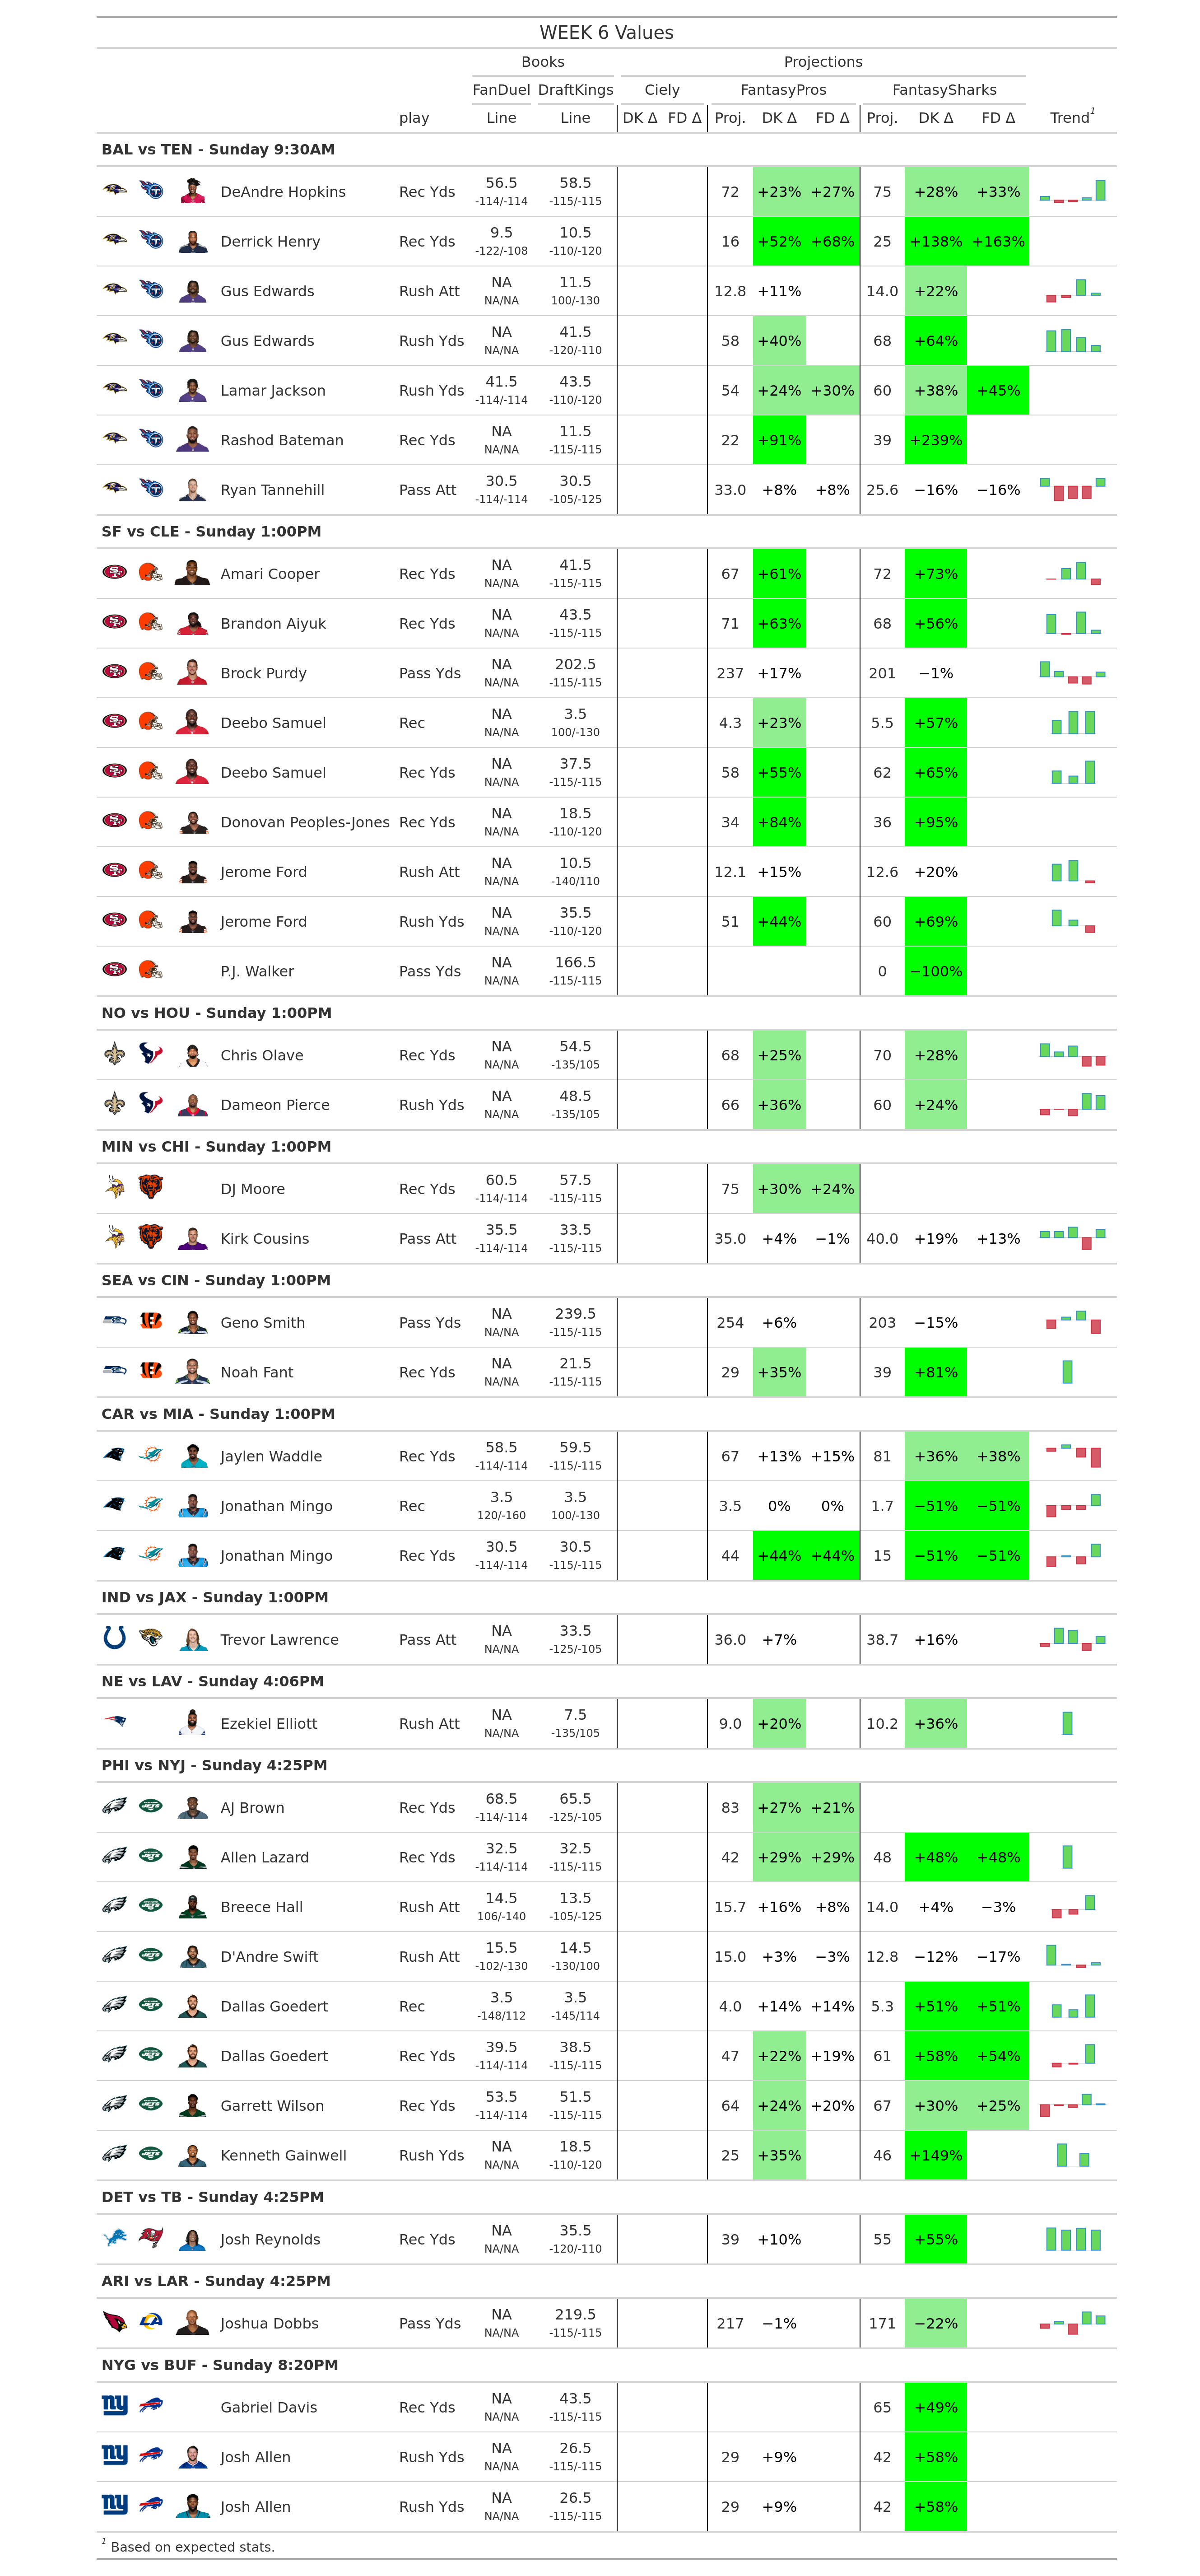 WEEK 6 Values
Books Projections
FanDuel DraftKings Ciely FantasyPros FantasySharks
play Line Line DK Δ FD Δ Proj. DK Δ FD Δ Proj. DK Δ FD Δ Trend1
BAL vs TEN - Sunday 9:30AM
DeAndre Hopkins Rec Yds 56.5 58.5 72 +23% +27% 75 +28% +33%
-114/-114 -115/-115
Derrick Henry Rec Yds 9.5 10.5 16 +52% +68% 25 +138% +163%
-122/-108 -110/-120
Gus Edwards Rush Att NA 11.5 12.8 +11% 14.0 +22%
NA/NA 100/-130
Gus Edwards Rush Yds NA 41.5 58 +40% 68 +64%
NA/NA -120/-110
Lamar Jackson Rush Yds 41.5 43.5 54 +24% +30% 60 +38% +45%
-114/-114 -110/-120
Rashod Bateman Rec Yds NA 11.5 22 +91% 39 +239%
NA/NA -115/-115
Ryan Tannehill Pass Att 30.5 30.5 33.0 +8% +8% 25.6 −16% −16%
-114/-114 -105/-125
SF vs CLE - Sunday 1:00PM
Amari Cooper Rec Yds NA 41.5 67 +61% 72 +73%
NA/NA -115/-115
Brandon Aiyuk Rec Yds NA 43.5 71 +63% 68 +56%
NA/NA -115/-115
Brock Purdy Pass Yds NA 202.5 237 +17% 201 −1%
NA/NA -115/-115
Deebo Samuel Rec NA 3.5 4.3 +23% 5.5 +57%
NA/NA 100/-130
Deebo Samuel Rec Yds NA 37.5 58 +55% 62 +65%
NA/NA -115/-115
Donovan Peoples-Jones Rec Yds NA 18.5 34 +84% 36 +95%
NA/NA -110/-120
Jerome Ford Rush Att NA 10.5 12.1 +15% 12.6 +20%
NA/NA -140/110
Jerome Ford Rush Yds NA 35.5 51 +44% 60 +69%
NA/NA -110/-120
P.J. Walker Pass Yds NA 166.5 0 −100%
NA/NA -115/-115
NO vs HOU - Sunday 1:00PM
Chris Olave Rec Yds NA 54.5 68 +25% 70 +28%
NA/NA -135/105
Dameon Pierce Rush Yds NA 48.5 66 +36% 60 +24%
NA/NA -135/105
MIN vs CHI - Sunday 1:00PM
DJ Moore Rec Yds 60.5 57.5 75 +30% +24%
-114/-114 -115/-115
Kirk Cousins Pass Att 35.5 33.5 35.0 +4% −1% 40.0 +19% +13%
-114/-114 -115/-115
SEA vs CIN - Sunday 1:00PM
Geno Smith Pass Yds NA 239.5 254 +6% 203 −15%
NA/NA -115/-115
Noah Fant Rec Yds NA 21.5 29 +35% 39 +81%
NA/NA -115/-115
CAR vs MIA - Sunday 1:00PM
Jaylen Waddle Rec Yds 58.5 59.5 67 +13% +15% 81 +36% +38%
-114/-114 -115/-115
Jonathan Mingo Rec 3.5 3.5 3.5 0% 0% 1.7 −51% −51%
120/-160 100/-130
Jonathan Mingo Rec Yds 30.5 30.5 44 +44% +44% 15 −51% −51%
-114/-114 -115/-115
IND vs JAX - Sunday 1:00PM
Trevor Lawrence Pass Att NA 33.5 36.0 +7% 38.7 +16%
NA/NA -125/-105
NE vs LAV - Sunday 4:06PM
Ezekiel Elliott Rush Att NA 7.5 9.0 +20% 10.2 +36%
NA/NA -135/105
PHI vs NYJ - Sunday 4:25PM
AJ Brown Rec Yds 68.5 65.5 83 +27% +21%
-114/-114 -125/-105
Allen Lazard Rec Yds 32.5 32.5 42 +29% +29% 48 +48% +48%
-114/-114 -115/-115
Breece Hall Rush Att 14.5 13.5 15.7 +16% +8% 14.0 +4% −3%
106/-140 -105/-125
D'Andre Swift Rush Att 15.5 14.5 15.0 +3% −3% 12.8 −12% −17%
-102/-130 -130/100
Dallas Goedert Rec 3.5 3.5 4.0 +14% +14% 5.3 +51% +51%
-148/112 -145/114
Dallas Goedert Rec Yds 39.5 38.5 47 +22% +19% 61 +58% +54%
-114/-114 -115/-115
Garrett Wilson Rec Yds 53.5 51.5 64 +24% +20% 67 +30% +25%
-114/-114 -115/-115
Kenneth Gainwell Rush Yds NA 18.5 25 +35% 46 +149%
NA/NA -110/-120
DET vs TB - Sunday 4:25PM
Josh Reynolds Rec Yds NA 35.5 39 +10% 55 +55%
NA/NA -120/-110
ARI vs LAR - Sunday 4:25PM
Joshua Dobbs Pass Yds NA 219.5 217 −1% 171 −22%
NA/NA -115/-115
NYG vs BUF - Sunday 8:20PM
Gabriel Davis Rec Yds NA 43.5 65 +49%
NA/NA -115/-115
Josh Allen Rush Yds NA 26.5 29 +9% 42 +58%
NA/NA -115/-115
Josh Allen Rush Yds NA 26.5 29 +9% 42 +58%
NA/NA -115/-115
1 Based on expected stats.